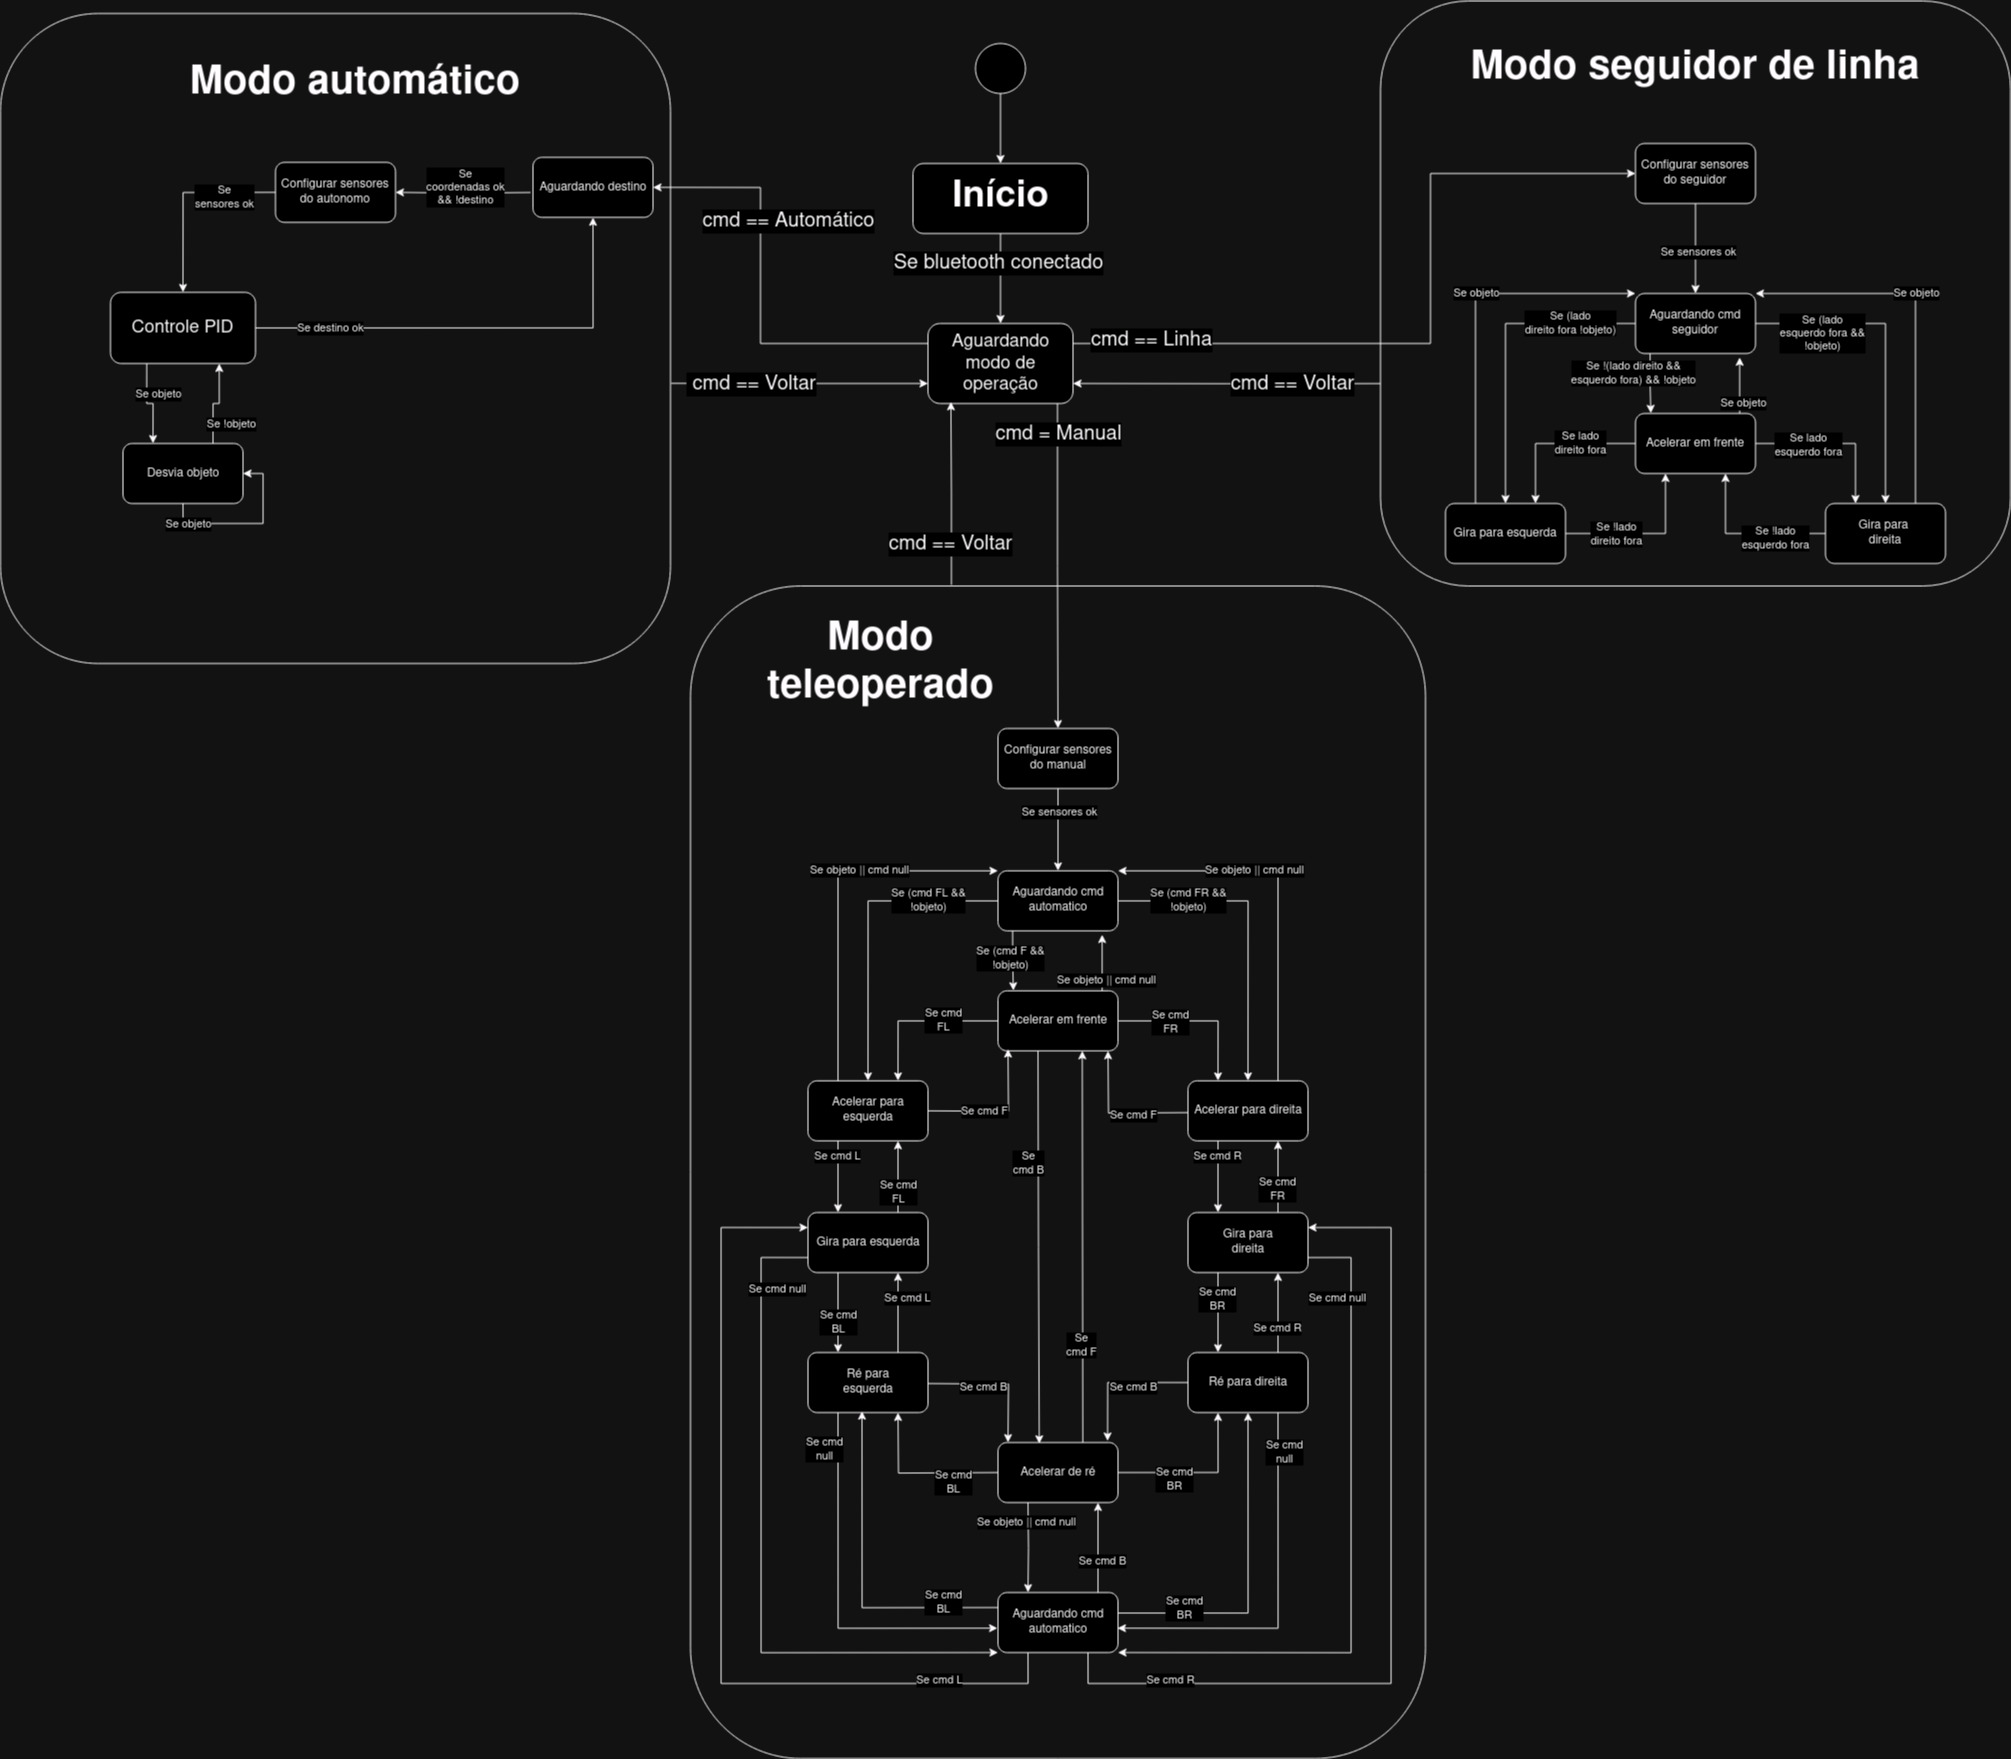 Modo automático
Se
sensores ok
Configurar sensores
do autonomo
Se
coordenadas ok
&& !destino
Aguardando destino
Controle PID
Se destino ok
Se objeto
Se !objeto
Desvia objeto
Se objeto
Início
cmd == Automático
Se bluetooth conectado
Aguardando
modo de
operação
cmd == Linha
cmd == Voltar
cmd == Voltar
cmd = Manual
cmd == Voltar
Modo seguidor de linha
Configurar sensores
do seguidor
Se sensores ok
Se objeto
Se objeto
Se (lado
direito fora !objeto)
Aguardando cmd
seguidor
Se (lado
esquerdo fora &&
!objeto)
Se !(lado direito &&
esquerdo fora) && !objeto
Se objeto
Se lado
direito fora
Acelerar em frente
Se lado
esquerdo fora
Gira para esquerda
Se !lado
direito fora
Se !lado
esquerdo fora
Gira para
direita
Modo
teleoperado
Configurar sensores
do manual
Se sensores ok
Se objeto || cmd null
Se objeto || cmd null
Se (cmd FL &&
!objeto)
Aguardando cmd
automatico
Se (cmd FR &&
!objeto)
Se (cmd F &&
!objeto)
Se objeto || cmd null
Se cmd
FL
Acelerar em frente
Se cmd
FR
Acelerar para
esquerda
Se cmd F
Se cmd F
Acelerar para direita
Se cmd L
Se
cmd B
Se cmd R
Se cmd
FL
Se cmd
FR
Gira para esquerda
Gira para
direita
Se cmd null
Se cmd L
Se cmd
BR
Se cmd null
Se cmd
BL
Se
cmd F
Se cmd R
Ré para
esquerda
Se cmd B
Se cmd B
Ré para direita
Se cmd
null
Se cmd
null
Se cmd
BL
Acelerar de ré
Se cmd
BR
Se objeto || cmd null
Se cmd B
Se cmd
BL
Aguardando cmd
automatico
Se cmd
BR
Se cmd L
Se cmd R